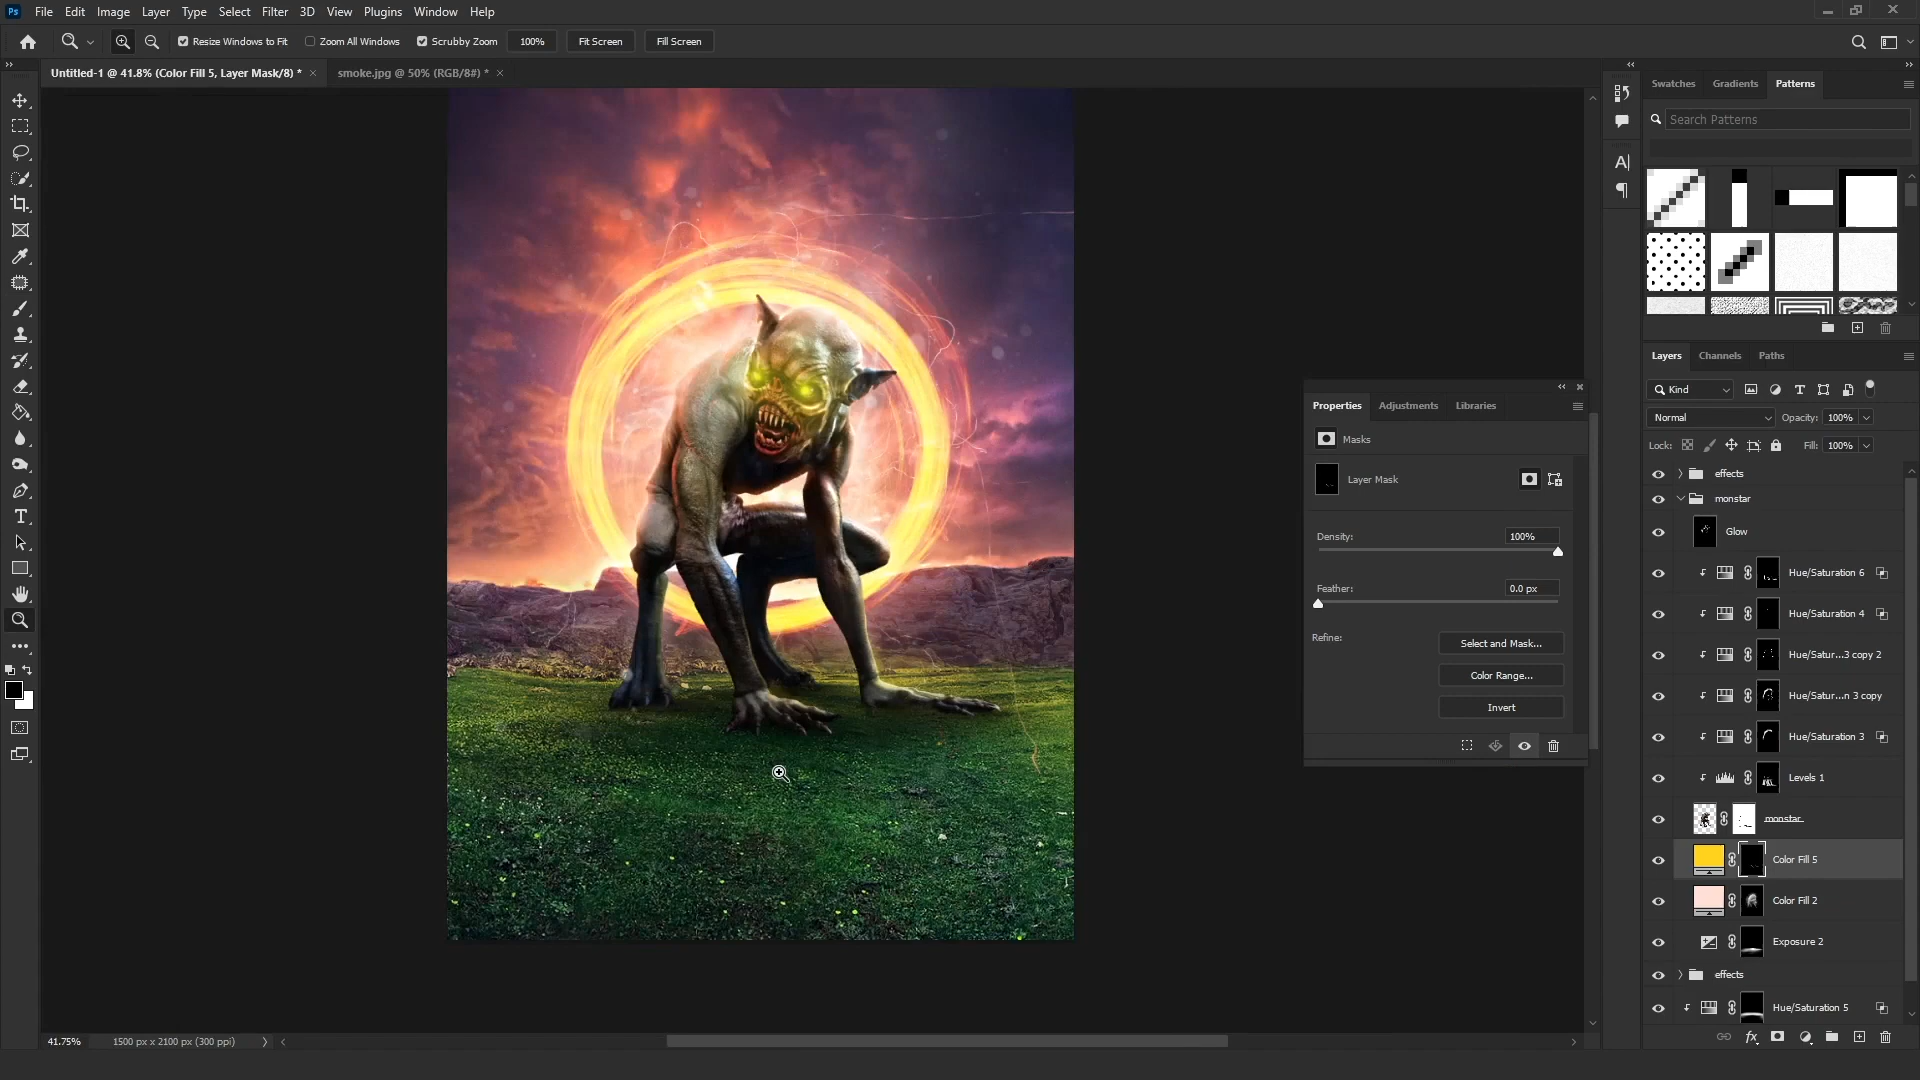 Ps File Edit Image Layer Type Select Filter 3D View Plugins Window Help
Resize Windows to Fit Zoom All Windows Scrubby Zoom 100% Fit Screen Fill Screen
Untitled-1 @ 41.8% (Color Fill 5, Layer Mask/8) * × smoke.jpg @ 50% (RGB/8#) * ×
Swatches Gradients Patterns
Search Patterns
Layers Channels Paths
Kind
Normal Opacity: 100%
Lock: Fill: 100%
effects
monstar
Glow
Hue/Saturation 6
Hue/Saturation 4
Hue/Satur...3 copy 2
Hue/Satur...n 3 copy
Hue/Saturation 3
Levels 1
monstar
Color Fill 5
Color Fill 2
Exposure 2
effects
Hue/Saturation 5
Properties Adjustments Libraries
Masks
Layer Mask
Density: 100%
Feather: 0.0 px
Refine: Select and Mask...
Color Range...
Invert
41.75% 1500 px x 2100 px (300 ppi)